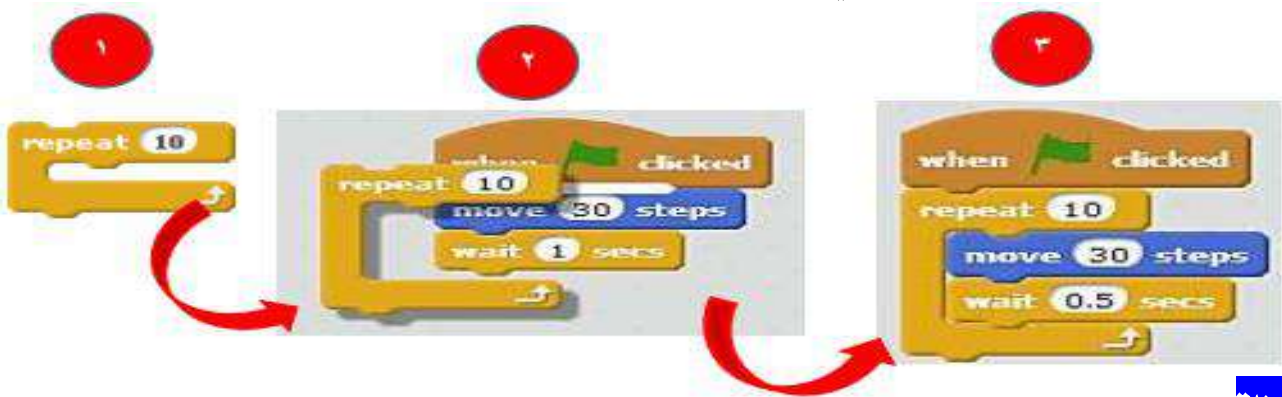 ١
٢
٣
repeat 10
when clicked
repeat 10
move 30 steps
wait 1 secs
when clicked
repeat 10
move 30 steps
wait 0.5 secs